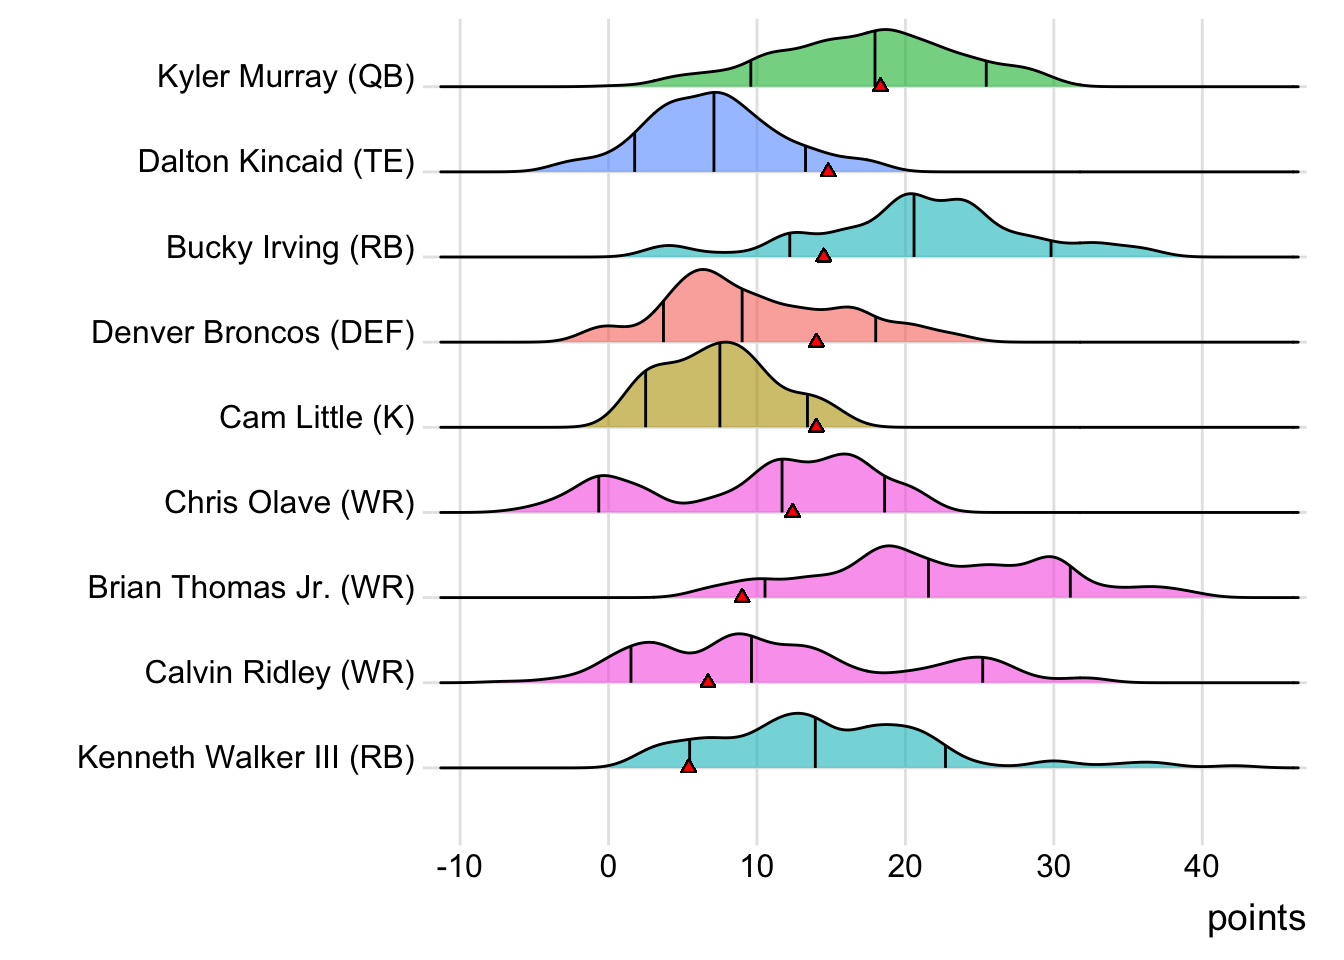 Kyler Murray (QB)
Dalton Kincaid (TE)
Bucky Irving (RB)
Denver Broncos (DEF)
Cam Little (K)
Chris Olave (WR)
Brian Thomas Jr. (WR)
Calvin Ridley (WR)
Kenneth Walker III (RB)
-10 0 10 20 30 40
points